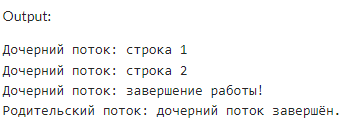 Output:
Дочерний поток: строка 1
Дочерний поток: строка 2
Дочерний поток: завершение работы!
Родительский поток: дочерний поток завершён.